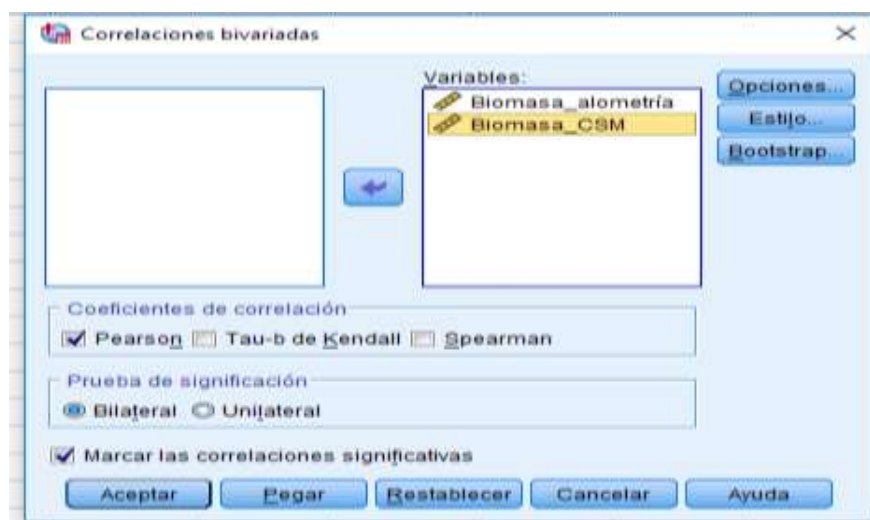 Correlaciones bivariadas
Variables:
Biomasa_alometría
Biomasa_CSM
Opciones...
Estilo...
Bootstrap...
Coeficientes de correlación
Pearson Tau-b de Kendall Spearman
Prueba de significación
Bilateral Unilateral
Marcar las correlaciones significativas
Aceptar Pegar Restablecer Cancelar Ayuda